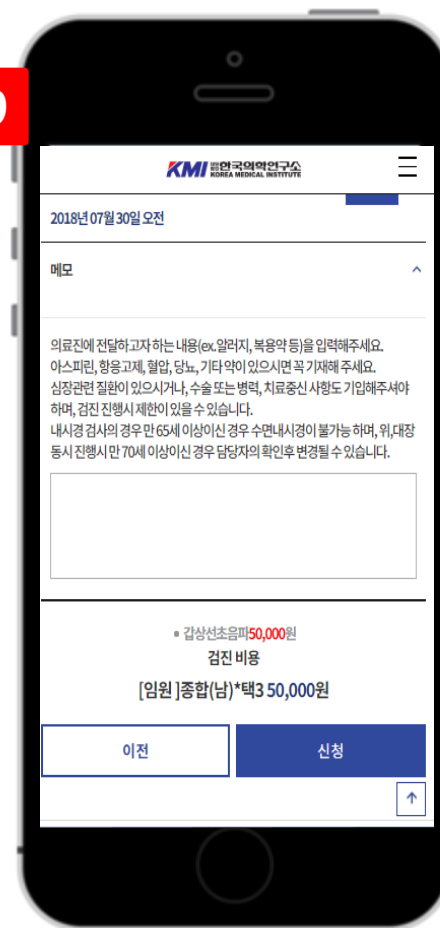 KMI 재단법인 한국의학연구소
KOREA MEDICAL INSTITUTE
2018년 07월 30일 오전
메모
의료진에 전달하고자 하는 내용(ex.알러지, 복용약 등)을 입력해주세요.
아스피린, 항응고제, 혈압, 당뇨, 기타 약이 있으시면 꼭 기재해 주세요.
심장관련 질환이 있으시거나, 수술 또는 병력, 치료중신 사항도 기입해주셔야
하며, 검진 진행시 제한이 있을 수 있습니다.
내시경 검사의 경우 만 65세 이상이신 경우 수면내시경이 불가능 하며, 위,대장
동시 진행시 만 70세 이상이신 경우 담당자의 확인후 변경될 수 있습니다.
갑상선초음파50,000원
검진 비용
[임원]종합(남)*택3 50,000원
이전
신청